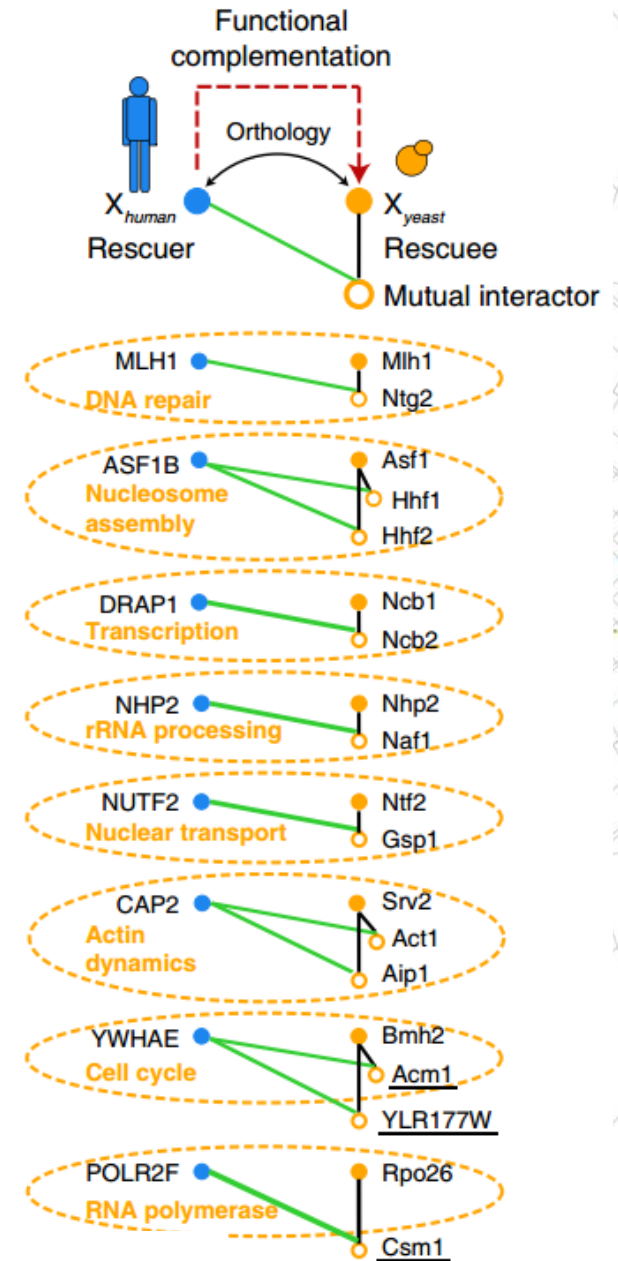 Functional
complementation
Orthology
X human X yeast
Rescuer Rescuee
Mutual interactor
MLH1 Mlh1
DNA repair Ntg2
ASF1B Asf1
Nucleosome Hhf1
assembly Hhf2
DRAP1 Ncb1
Transcription Ncb2
NHP2 Nhp2
rRNA processing Naf1
NUTF2 Ntf2
Nuclear transport Gsp1
CAP2 Srv2
Actin Act1
dynamics Aip1
YWHAE Bmh2
Cell cycle Acm1
YLR177W
POLR2F Rpo26
RNA polymerase
Csm1